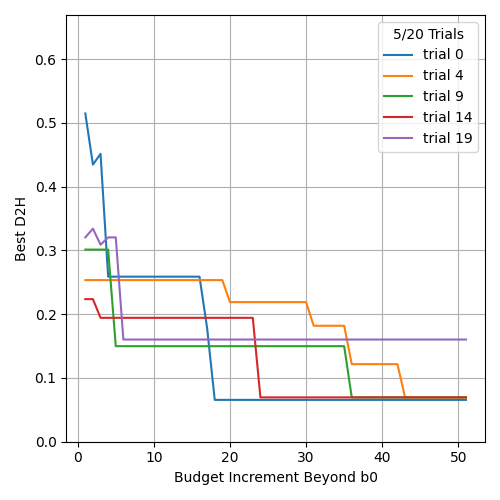 5/20 Trials
trial 0
trial 4
trial 9
trial 14
trial 19
Best D2H
0.6
0.5
0.4
0.3
0.2
0.1
0.0
0 10 20 30 40 50
Budget Increment Beyond b0